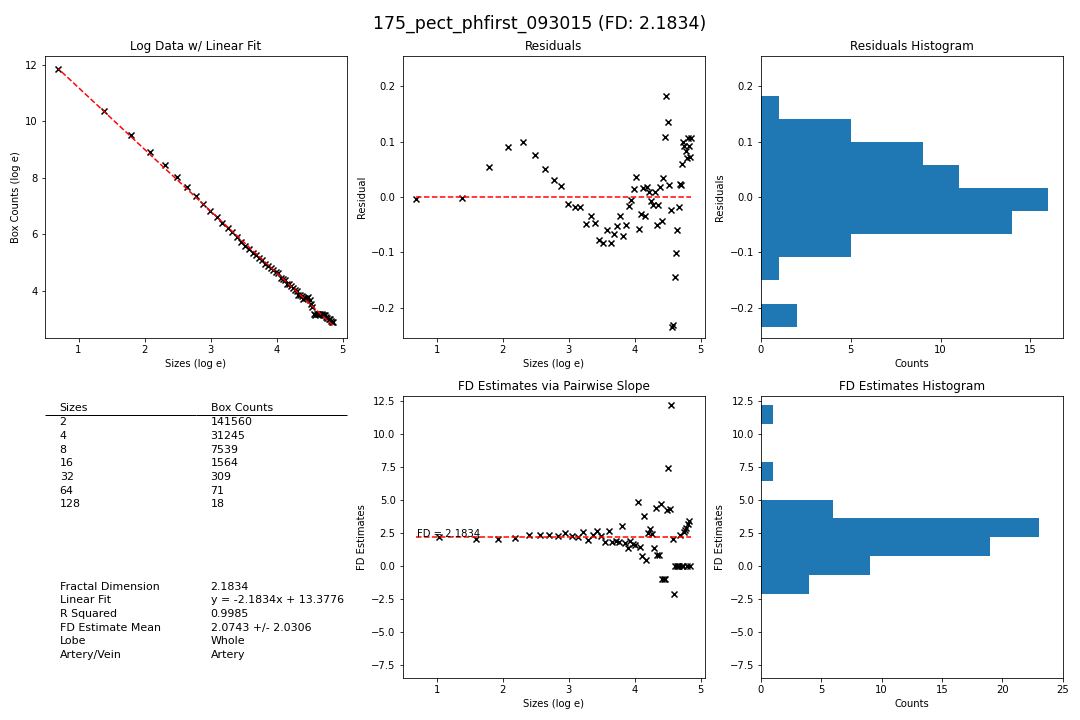 175_pect_phfirst_093015 (FD: 2.1834)
Log Data w/ Linear Fit
Box Counts (log e)
12
10
8
6
4
1 2 3 4 5
Sizes (log e)
Residuals
Residual
0.2
0.1
0.0
−0.1
−0.2
1 2 3 4 5
Sizes (log e)
Residuals Histogram
Residuals
0.2
0.1
0.0
−0.1
−0.2
0 5 10 15
Counts
Sizes Box Counts
2 141560
4 31245
8 7539
16 1564
32 309
64 71
128 18
Fractal Dimension 2.1834
Linear Fit y = -2.1834x + 13.3776
R Squared 0.9985
FD Estimate Mean 2.0743 +/- 2.0306
Lobe Whole
Artery/Vein Artery
FD Estimates via Pairwise Slope
FD Estimates
12.5
10.0
7.5
5.0
2.5
0.0
−2.5
−5.0
−7.5
FD = 2.1834
1 2 3 4 5
Sizes (log e)
FD Estimates Histogram
FD Estimates
12.5
10.0
7.5
5.0
2.5
0.0
−2.5
−5.0
−7.5
0 5 10 15 20 25
Counts